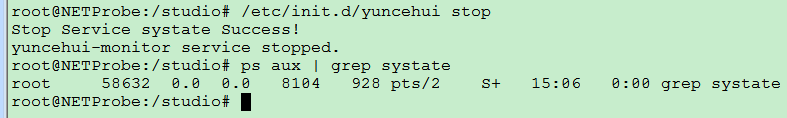 root@NETProbe:/studio# /etc/init.d/yuncehui stop
Stop Service systate Success!
yuncehui-monitor service stopped.
root@NETProbe:/studio# ps aux | grep systate
root     58632  0.0  0.0   8104   928 pts/2    S+   15:06   0:00 grep systate
root@NETProbe:/studio#